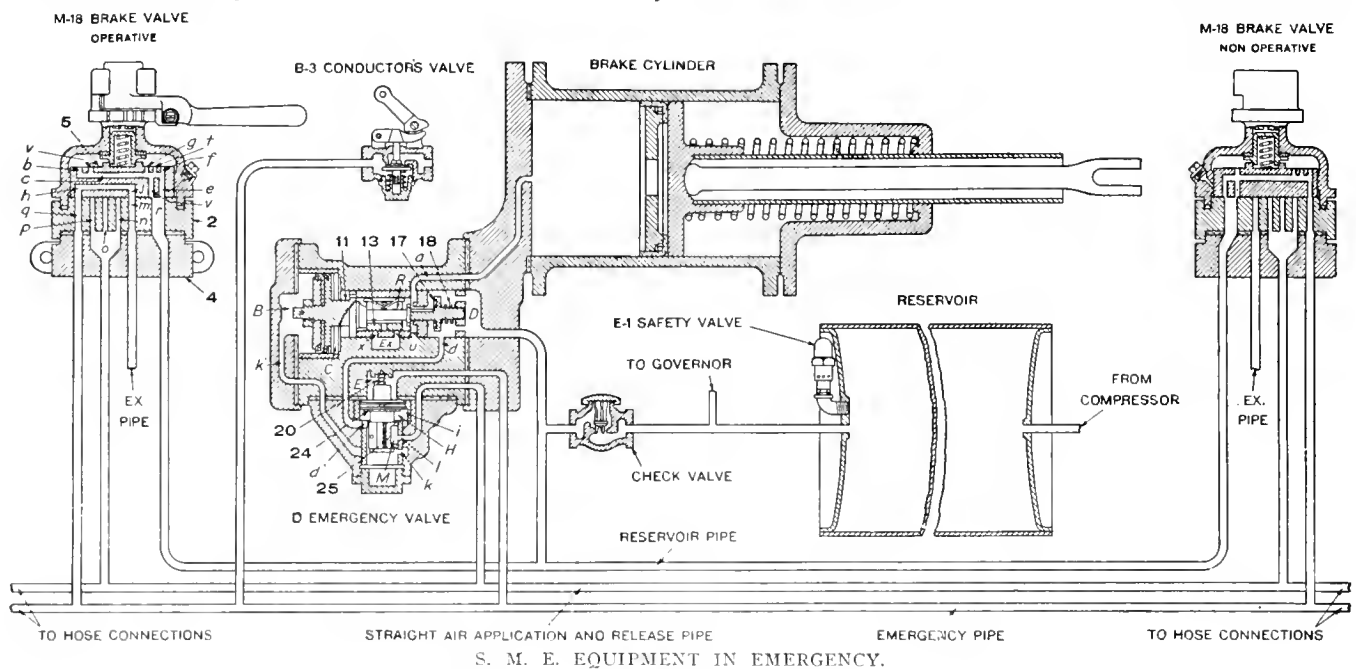 M-18 BRAKE VALVE
OPERATIVE
B-3 CONDUCTORS VALVE
BRAKE CYLINDER
M-18 BRAKE VALVE
NON OPERATIVE
5
g t
v
f
b
c
e
h
j
m
v
q
n
r
2
p
o
4
11 13 17 18
a
R
B
D
x
Ex
u
d
k
C
E
EX
PIPE
20
24
d
25
i
H
l
k
M
D EMERGENCY VALVE
E-1 SAFETY VALVE
RESERVOIR
TO GOVERNOR
FROM
COMPRESSOR
EX.
PIPE
CHECK VALVE
RESERVOIR PIPE
TO HOSE CONNECTIONS
STRAIGHT AIR APPLICATION AND RELEASE PIPE
EMERGENCY PIPE
TO HOSE CONNECTIONS
S. M. E. EQUIPMENT IN EMERGENCY.